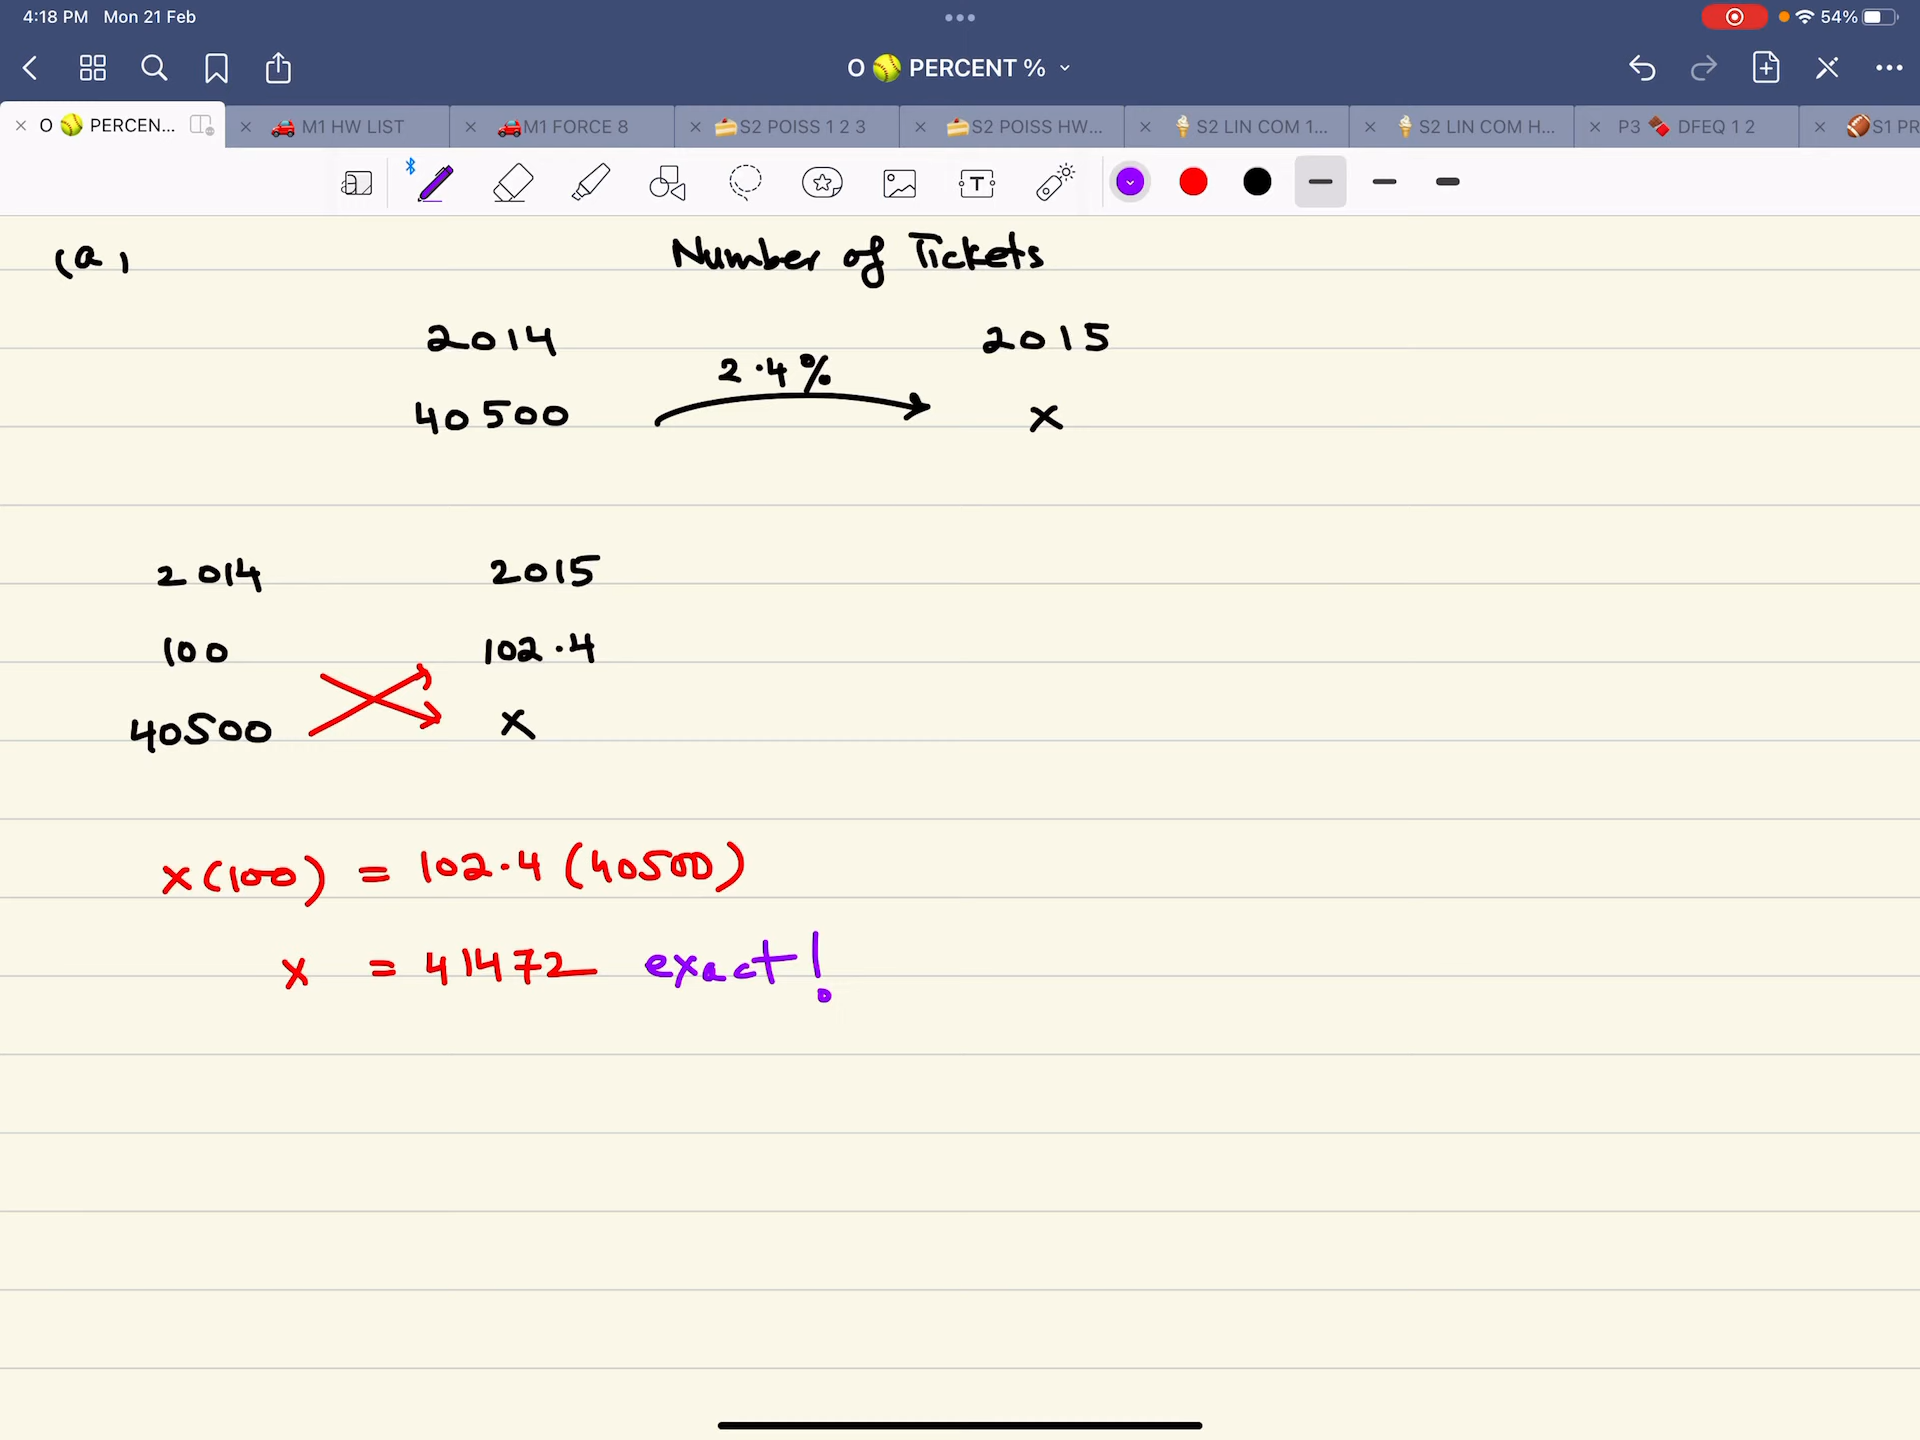 4:18 PM Mon 21 Feb
54%
O 🥎 PERCENT %
O 🥎 PERCEN...
🚗 M1 HW LIST
🚗M1 FORCE 8
🍰S2 POISS 1 2 3
🍰S2 POISS HW...
🍦S2 LIN COM 1...
🍦S2 LIN COM H...
P3 🍫 DFEQ 1 2
🏈S1 PR
(a) Number of Tickets
2014 2015
2.4%
40500 x
2014 2015
100 102.4
40500 x
x(100) = 102.4 (40500)
x = 41472 exact!